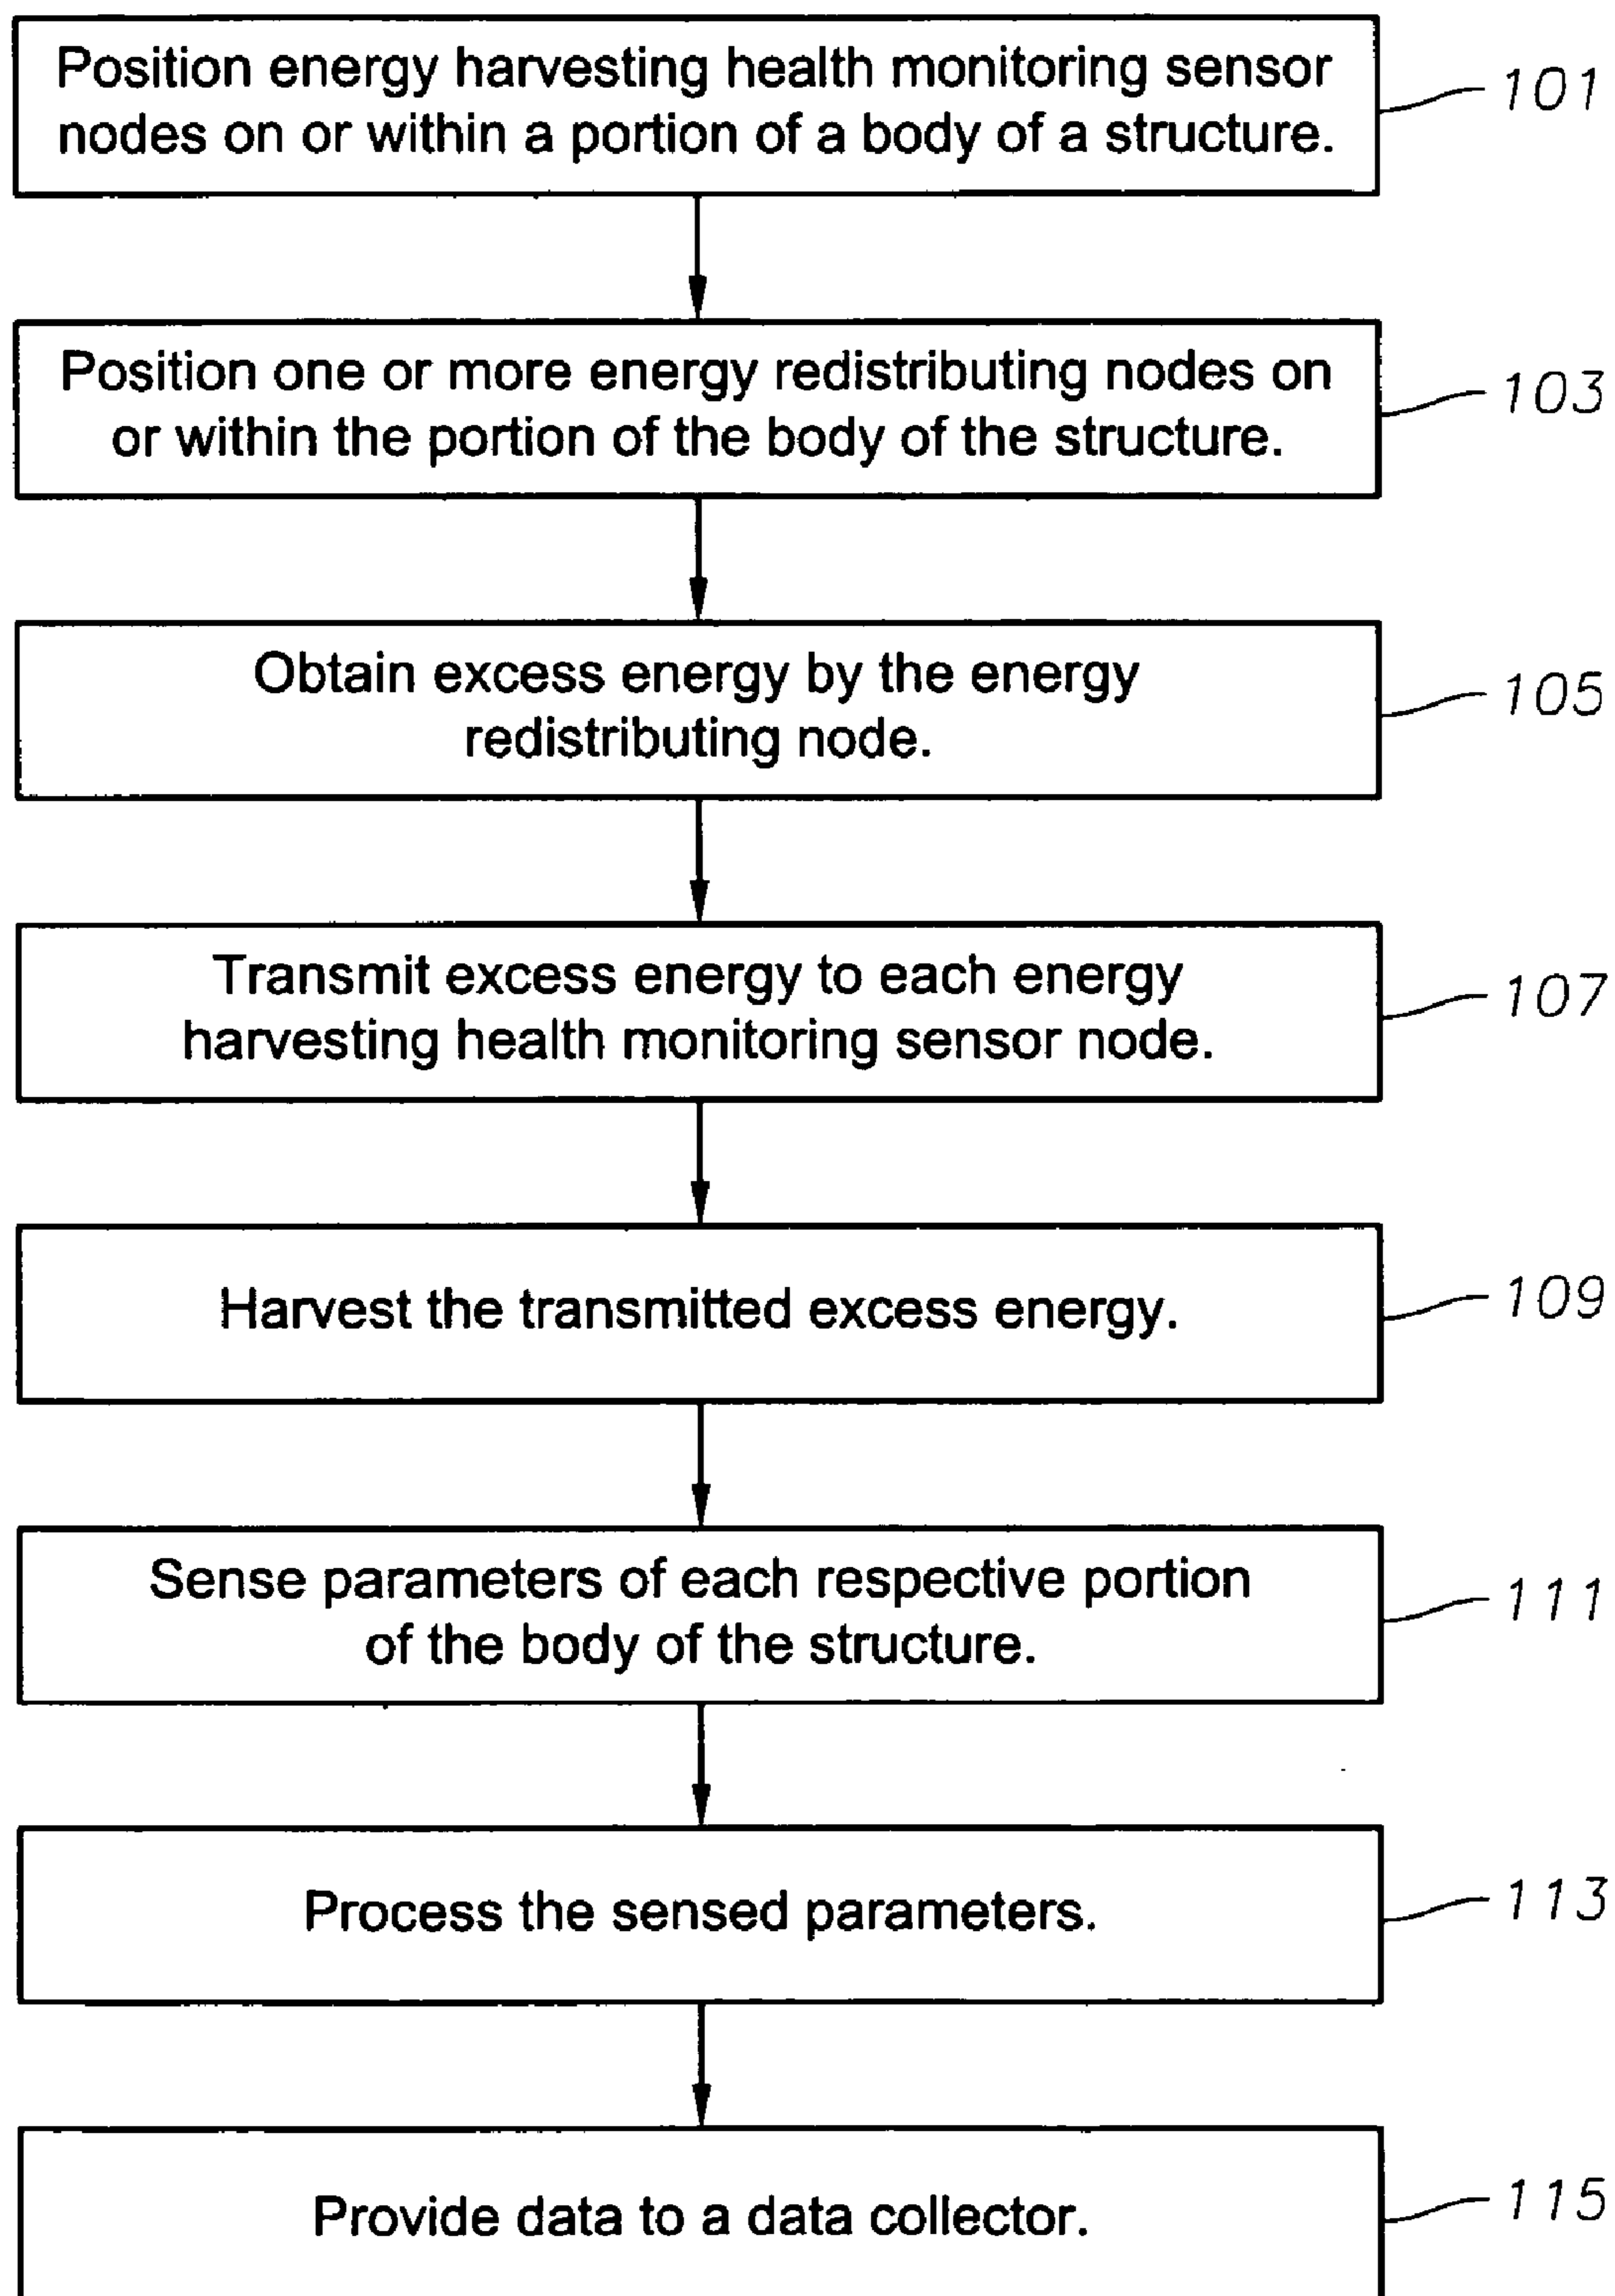 Position energy harvesting health monitoring sensor
nodes on or within a portion of a body of a structure.
101
Position one or more energy redistributing nodes on
or within the portion of the body of the structure.
103
Obtain excess energy by the energy
redistributing node.
105
Transmit excess energy to each energy
harvesting health monitoring sensor node.
107
Harvest the transmitted excess energy.
109
Sense parameters of each respective portion
of the body of the structure.
111
Process the sensed parameters.
113
Provide data to a data collector.
115